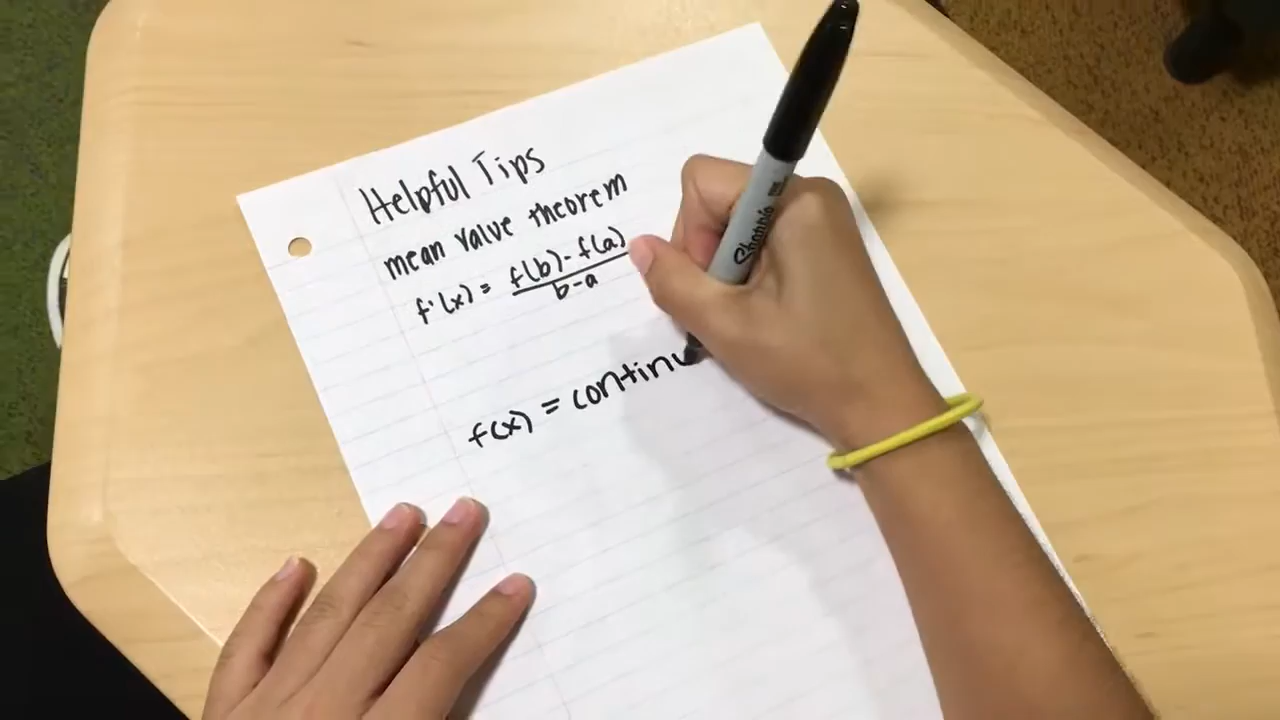 Helpful Tips
mean value theorem
f'(x) = f(b)-f(a)
b-a
f(x) = continu
Sharpie